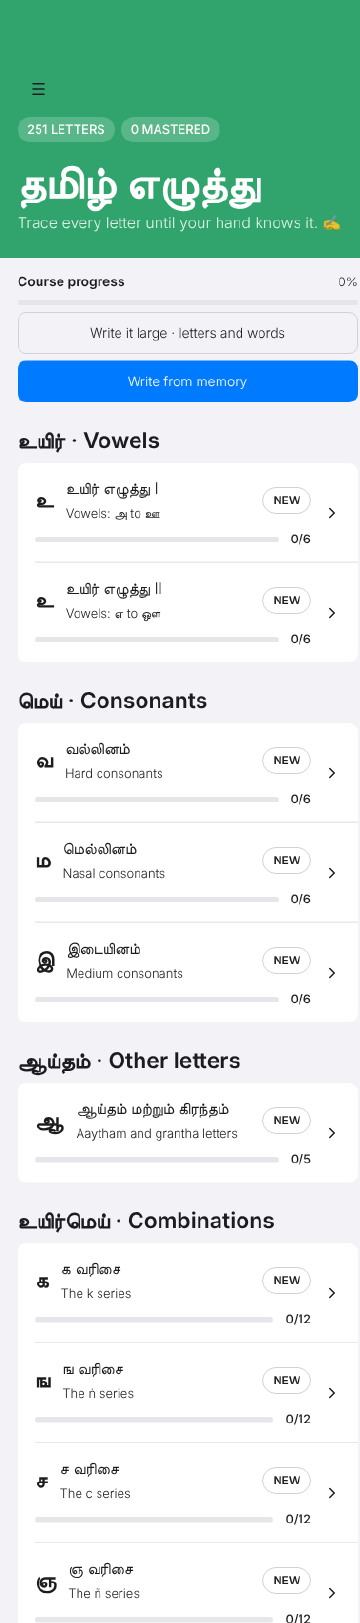 251 LETTERS
0 MASTERED
தமிழ் எழுத்து
Trace every letter until your hand knows it. ✍️
Course progress
0%
Write it large · letters and words
Write from memory
உயிர் · Vowels
உ
உயிர் எழுத்து I
Vowels: அ to ஊ
NEW
0/6
உ
உயிர் எழுத்து II
Vowels: எ to ஔ
NEW
0/6
மெய் · Consonants
வ
வல்லினம்
Hard consonants
NEW
0/6
ம
மெல்லினம்
Nasal consonants
NEW
0/6
இ
இடையினம்
Medium consonants
NEW
0/6
ஆய்தம் · Other letters
ஆ
ஆய்தம் மற்றும் கிரந்தம்
Aaytham and grantha letters
NEW
0/5
உயிர்மெய் · Combinations
க
க வரிசை
The k series
NEW
0/12
ங
ங வரிசை
The ṅ series
NEW
0/12
ச
ச வரிசை
The c series
NEW
0/12
ஞ
ஞ வரிசை
The ñ series
NEW
0/12